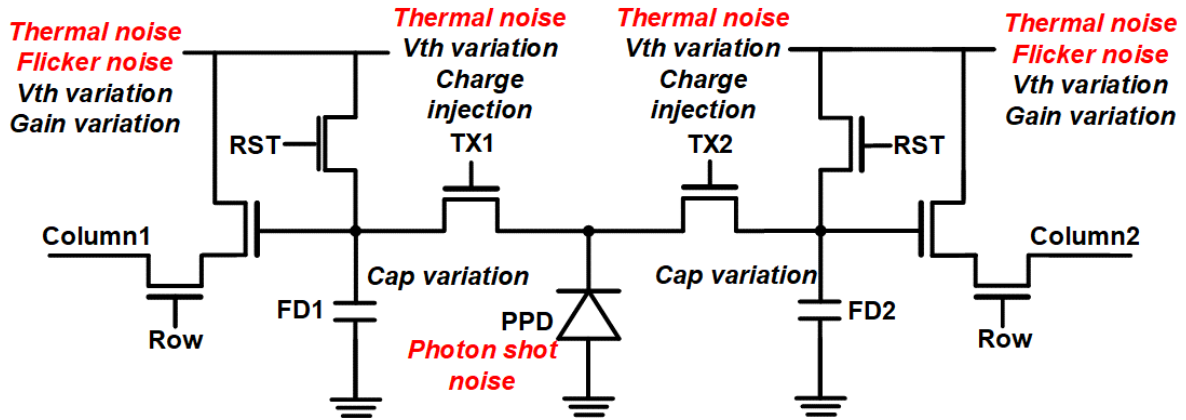 Thermal noise
Flicker noise
Vth variation
Gain variation
Thermal noise
Vth variation
Charge
injection
TX1
Thermal noise
Vth variation
Charge
injection
TX2
Thermal noise
Flicker noise
Vth variation
Gain variation
RST
RST
Column1
Column2
Cap variation
Cap variation
FD1
PPD
FD2
Row
Row
Photon shot
noise